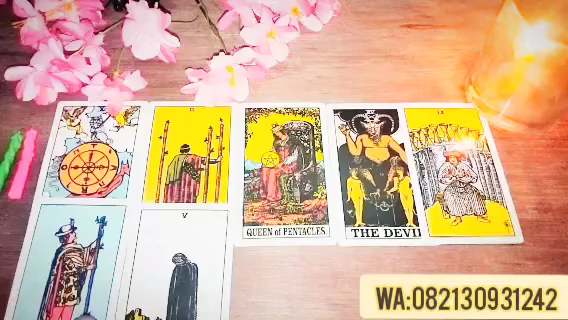 QUEEN of PENTACLES.
THE DEVIL
V
WA:082130931242